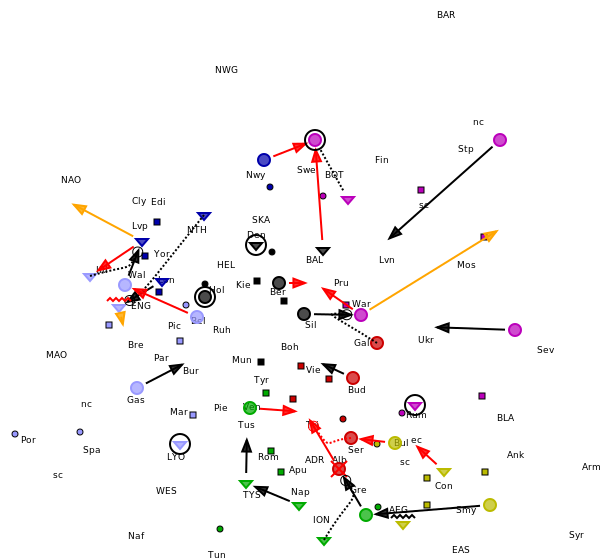 BAR
NWG
nc
Stp
Fin
Swe
BOT
Nwy
NAO
Cly Edi
sc
SKA
Den
Lvp
NTH
BAL
Lvn
Mos
Yor
Wal
HEL
Kie
Ber
Pru
Hol
War
ENG
Bel
Pic
Ruh
Sil
Gal
Ukr
Sev
Bre
Boh
MAO
Par
Bur
Mun
Vie
Tyr
Bud
nc
Gas
Mar
Pie
Ven
Rum
BLA
Por
Spa
Tus
Tri
Ser
Bul
ec
sc
LYO
Rom
ADR
Alb
Ank
Arm
sc
Apu
Con
WES
TYS
Nap
Gre
AEG
Smy
ION
Naf
Syr
Tun
EAS